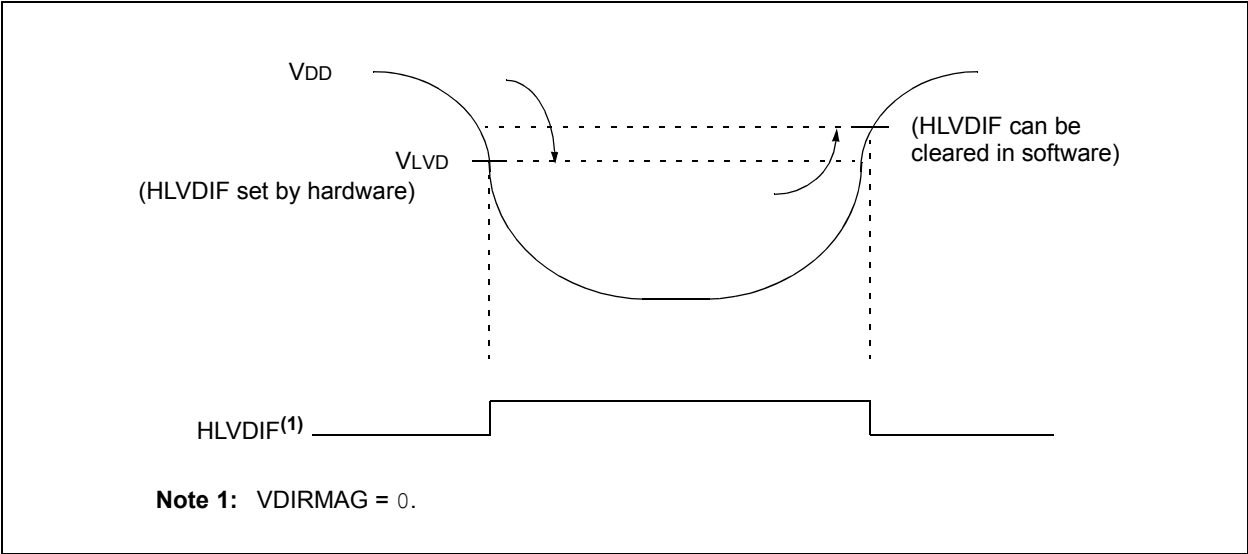 VDD
(HLVDIF can be
cleared in software)
VLVD
(HLVDIF set by hardware)
HLVDIF(1)
Note 1: VDIRMAG = 0.